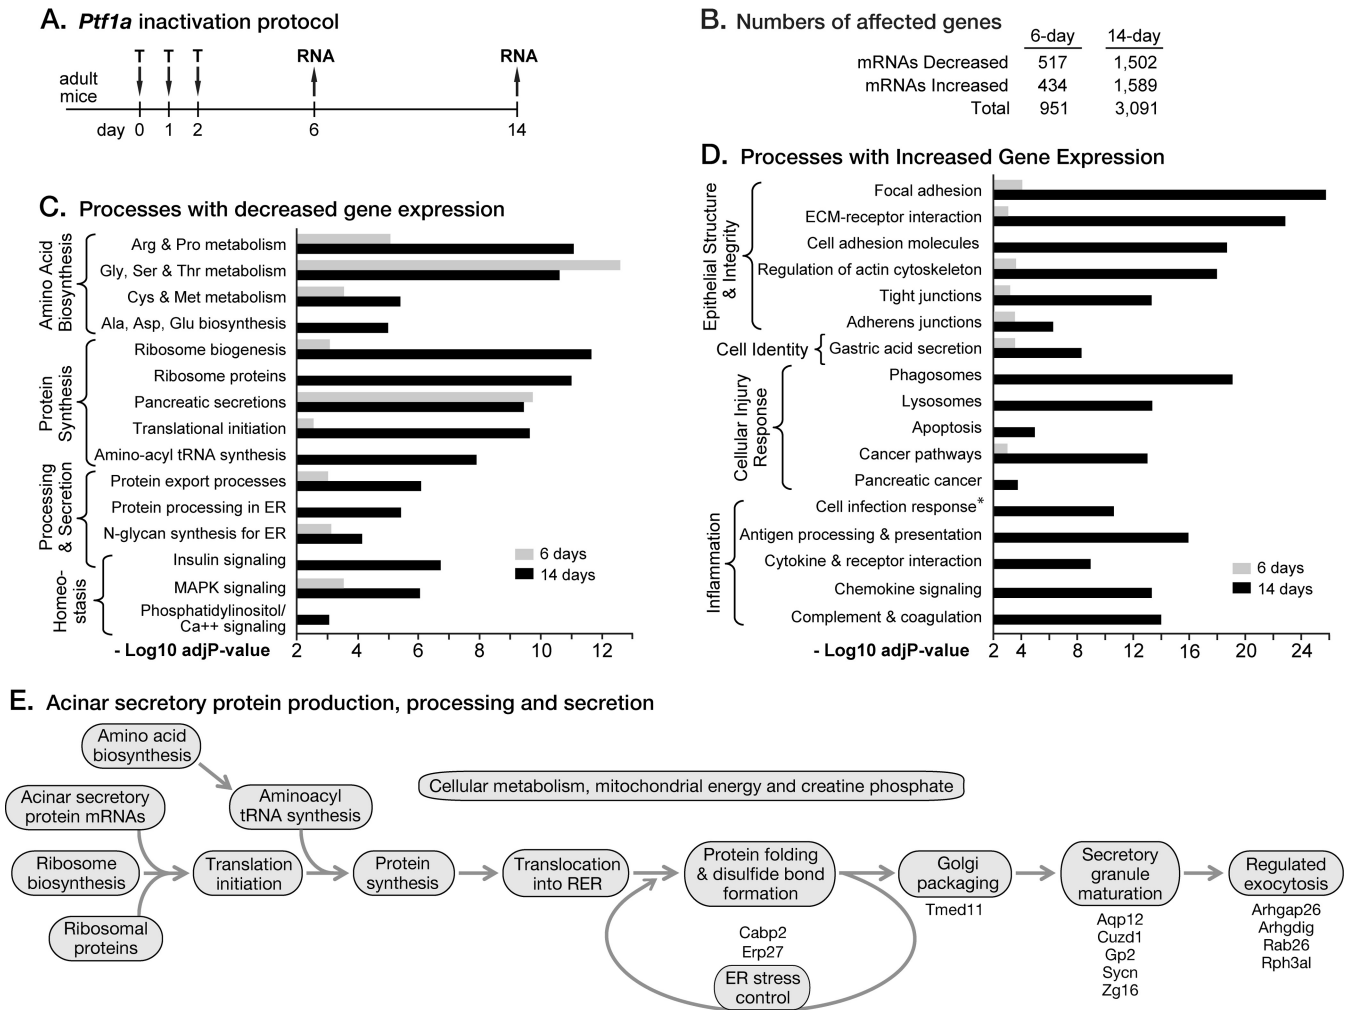 A. Ptf1a inactivation protocol
T T T RNA RNA
adult
mice
day 0 1 2 6 14
B. Numbers of affected genes
6-day 14-day
mRNAs Decreased 517 1,502
mRNAs Increased 434 1,589
Total 951 3,091
C. Processes with decreased gene expression
Amino Acid
Biosynthesis
Arg & Pro metabolism
Gly, Ser & Thr metabolism
Cys & Met metabolism
Ala, Asp, Glu biosynthesis
Protein
Synthesis
Ribosome biogenesis
Ribosome proteins
Pancreatic secretions
Translational initiation
Amino-acyl tRNA synthesis
Processing
& Secretion
Protein export processes
Protein processing in ER
N-glycan synthesis for ER
Homeo-
stasis
Insulin signaling
MAPK signaling
Phosphatidylinositol/
Ca++ signaling
6 days
14 days
- Log10 adjP-value 2 4 6 8 10 12
D. Processes with Increased Gene Expression
Epithelial Structure
& Integrity
Focal adhesion
ECM-receptor interaction
Cell adhesion molecules
Regulation of actin cytoskeleton
Tight junctions
Adherens junctions
Cell Identity
Gastric acid secretion
Cellular Injury
Response
Phagosomes
Lysosomes
Apoptosis
Cancer pathways
Pancreatic cancer
Inflammation
Cell infection response*
Antigen processing & presentation
Cytokine & receptor interaction
Chemokine signaling
Complement & coagulation
6 days
14 days
- Log10 adjP-value 2 4 8 12 16 20 24
E. Acinar secretory protein production, processing and secretion
Amino acid
biosynthesis
Acinar secretory
protein mRNAs
Aminoacyl
tRNA synthesis
Cellular metabolism, mitochondrial energy and creatine phosphate
Ribosome
biosynthesis
Translation
initiation
Protein
synthesis
Translocation
into RER
Protein folding
& disulfide bond
formation
Golgi
packaging
Secretory
granule
maturation
Regulated
exocytosis
Ribosomal
proteins
Cabp2
Erp27
ER stress
control
Tmed11
Aqp12
Cuzd1
Gp2
Sycn
Zg16
Arhgap26
Arhgdig
Rab26
Rph3al